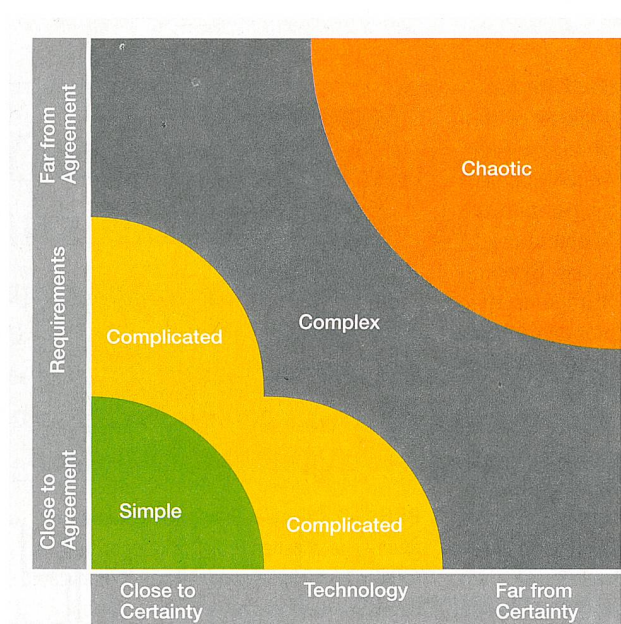 Far from
Agreement
Requirements
Close to
Agreement
Chaotic
Complex
Complicated
Simple
Complicated
Close to
Certainty
Technology
Far from
Certainty